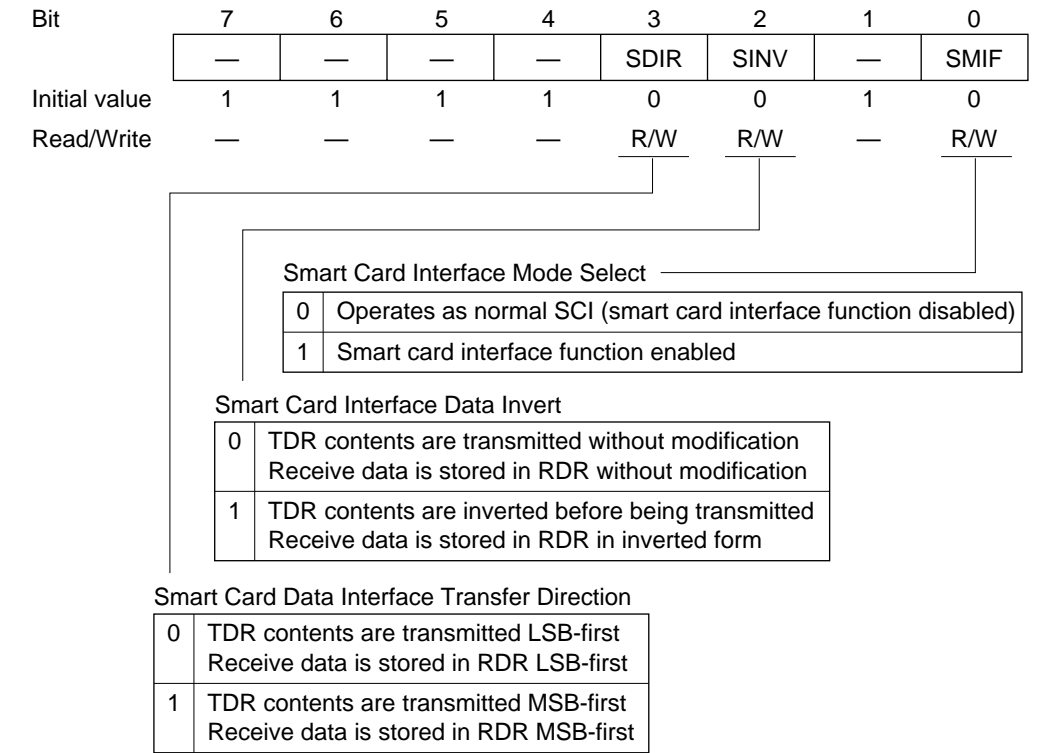 Bit 7 6 5 4 3 2 1 0
— — — — SDIR SINV — SMIF
Initial value 1 1 1 1 0 0 1 0
Read/Write — — — — R/W R/W — R/W
Smart Card Interface Mode Select
0 Operates as normal SCI (smart card interface function disabled)
1 Smart card interface function enabled
Smart Card Interface Data Invert
0 TDR contents are transmitted without modification
Receive data is stored in RDR without modification
1 TDR contents are inverted before being transmitted
Receive data is stored in RDR in inverted form
Smart Card Data Interface Transfer Direction
0 TDR contents are transmitted LSB-first
Receive data is stored in RDR LSB-first
1 TDR contents are transmitted MSB-first
Receive data is stored in RDR MSB-first